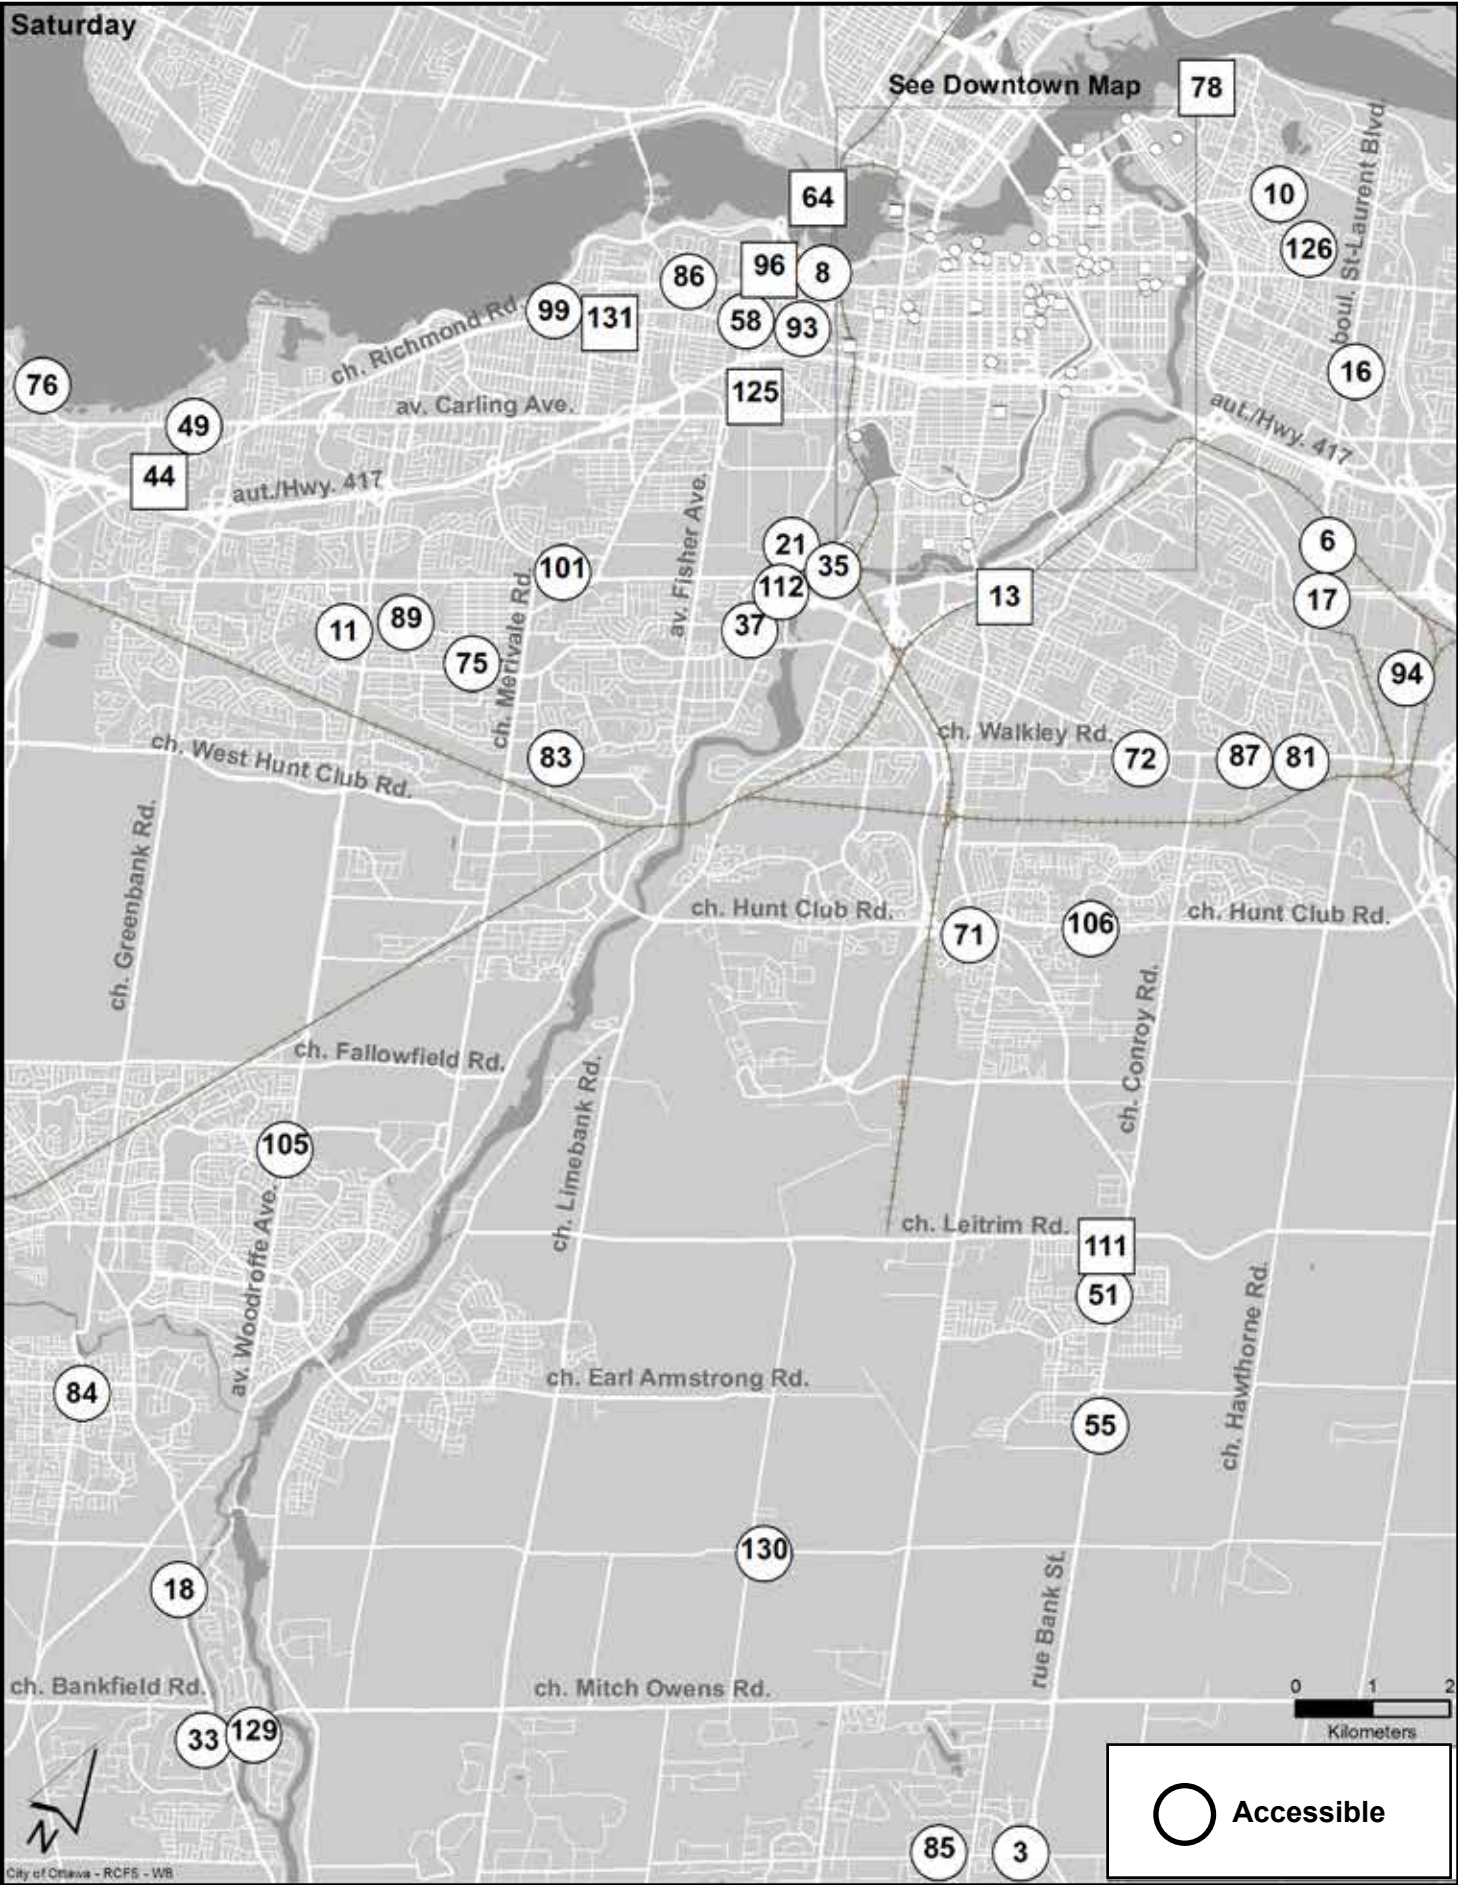 Saturday
See Downtown Map
78
64
10
126
boul. St-Laurent Blvd.
96
8
86
99
131
58
93
ch. Richmond Rd.
76
16
125
av. Carling Ave.
49
aut./Hwy. 417
44
aut./Hwy. 417
av. Fisher Ave.
21
6
101
35
112
13
17
11
89
37
75
ch. Merivale Rd.
94
ch. Walkley Rd.
ch. West Hunt Club Rd.
83
72
87
81
ch. Greenbank Rd.
ch. Hunt Club Rd.
ch. Hunt Club Rd.
71
106
ch. Conroy Rd.
ch. Fallowfield Rd.
ch. Limebank Rd.
105
av. Woodroffe Ave.
ch. Leitrim Rd.
111
51
ch. Hawthorne Rd.
84
ch. Earl Armstrong Rd.
55
130
18
rue Bank St.
ch. Bankfield Rd.
ch. Mitch Owens Rd.
0 1 2
Kilometers
33
129
N
Accessible
85
3
City of Ottawa - RCFS - WB